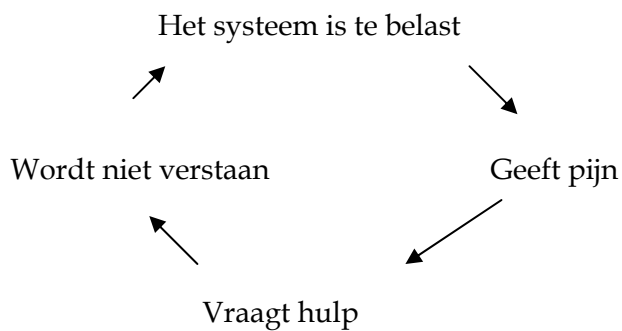 Het systeem is te belast
Wordt niet verstaan
Geeft pijn
Vraagt hulp